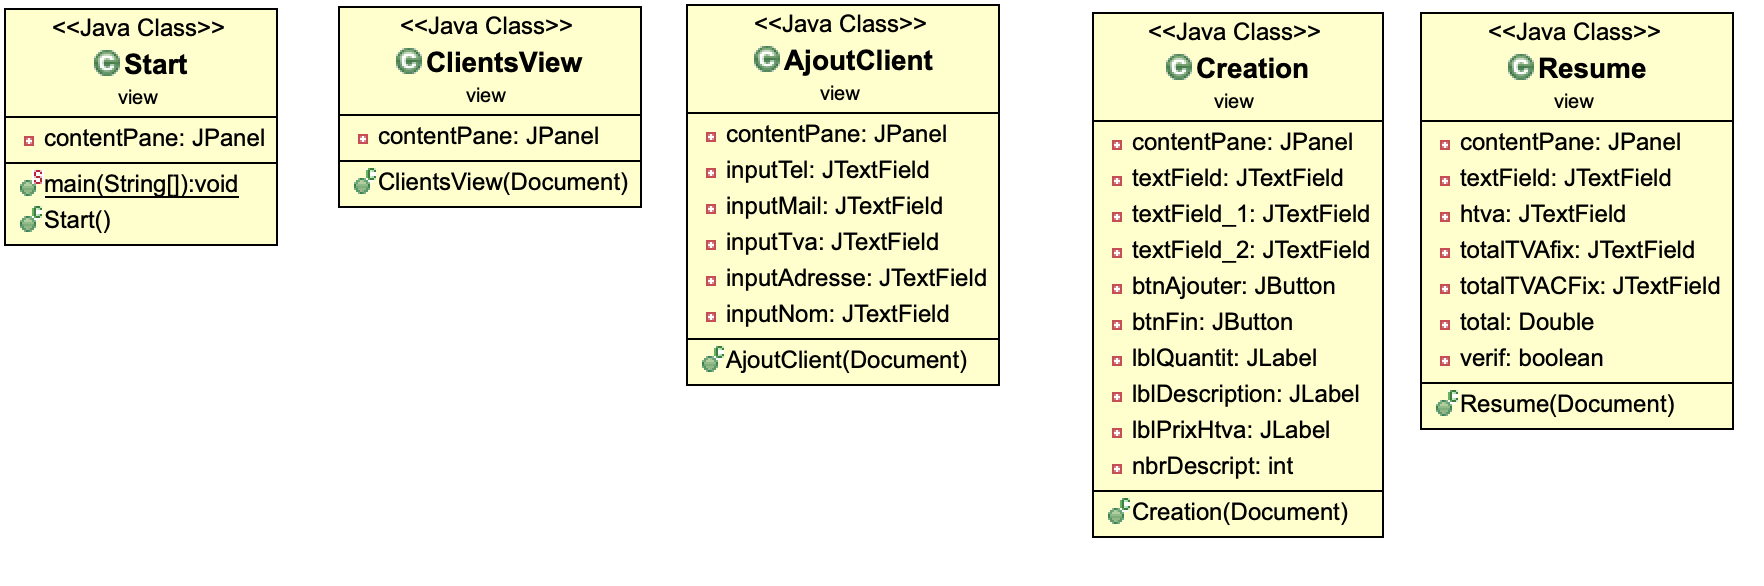 <<Java Class>>
Start
view
contentPane: JPanel
main(String[]):void
Start()
<<Java Class>>
ClientsView
view
contentPane: JPanel
ClientsView(Document)
<<Java Class>>
AjoutClient
view
contentPane: JPanel
inputTel: JTextField
inputMail: JTextField
inputTva: JTextField
inputAdresse: JTextField
inputNom: JTextField
AjoutClient(Document)
<<Java Class>>
Creation
view
contentPane: JPanel
textField: JTextField
textField_1: JTextField
textField_2: JTextField
btnAjouter: JButton
btnFin: JButton
lblQuantit: JLabel
lblDescription: JLabel
lblPrixHtva: JLabel
nbrDescript: int
Creation(Document)
<<Java Class>>
Resume
view
contentPane: JPanel
textField: JTextField
htva: JTextField
totalTVAfix: JTextField
totalTVACFix: JTextField
total: Double
verif: boolean
Resume(Document)